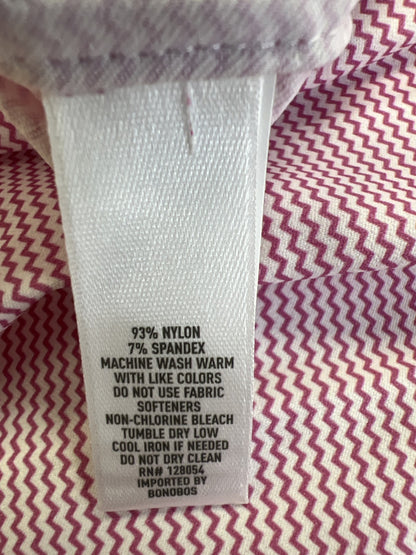 93% NYLON
7% SPANDEX
MACHINE WASH WARM
WITH LIKE COLORS
DO NOT USE FABRIC
SOFTENERS
NON-CHLORINE BLEACH
TUMBLE DRY LOW
COOL IRON IF NEEDED
DO NOT DRY CLEAN
RN# 128054
IMPORTED BY
BONOBOS